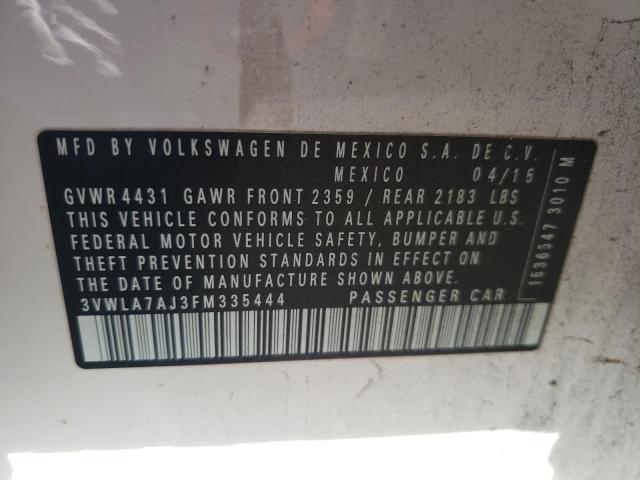 MFD BY VOLKSWAGEN DE MEXICO S.A. DE C.V.
MEXICO 04/15
GVWR 4431 GAWR FRONT 2359 / REAR 2183 LBS
THIS VEHICLE CONFORMS TO ALL APPLICABLE U.S.
FEDERAL MOTOR VEHICLE SAFETY, BUMPER AND
THEFT PREVENTION STANDARDS IN EFFECT ON
THE DATE OF MANUFACTURE SHOWN ABOVE.
3VWLA7AJ3FM335444 PASSENGER CAR
1636547 3010 M